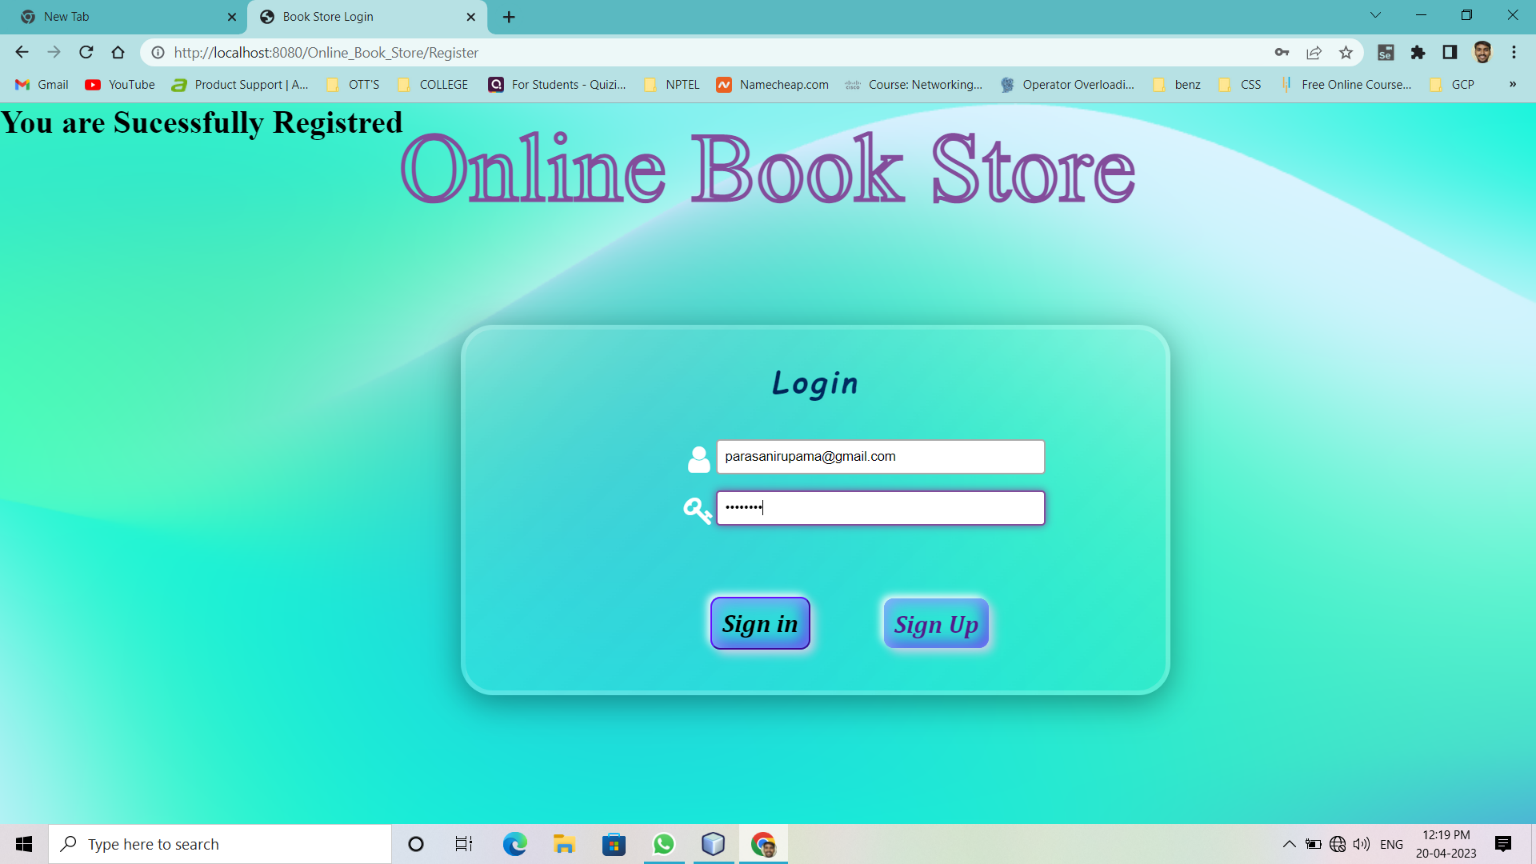 New Tab
Book Store Login
http://localhost:8080/Online_Book_Store/Register
Se
Gmail YouTube Product Support | A... OTT'S COLLEGE For Students - Quizi... NPTEL Namecheap.com Course: Networking... Operator Overloadi... benz CSS Free Online Course... GCP »
You are Sucessfully Registred
Online Book Store
Login
parasanirupama@gmail.com
••••••••
Sign in Sign Up
Type here to search
ENG
12:19 PM
20-04-2023